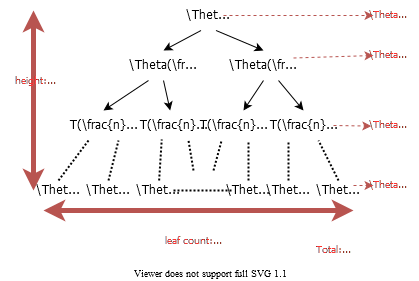 \Thet... \Theta...
\Theta(\fr... \Theta(\fr... \Theta...
height:...
T(\frac{n}... T(\frac{n}... T(\frac{n}... T(\frac{n}... \Theta...
\Thet... \Thet... \Thet... \Thet... \Thet... \Thet... \Theta...
leaf count:...
Total:...
Viewer does not support full SVG 1.1